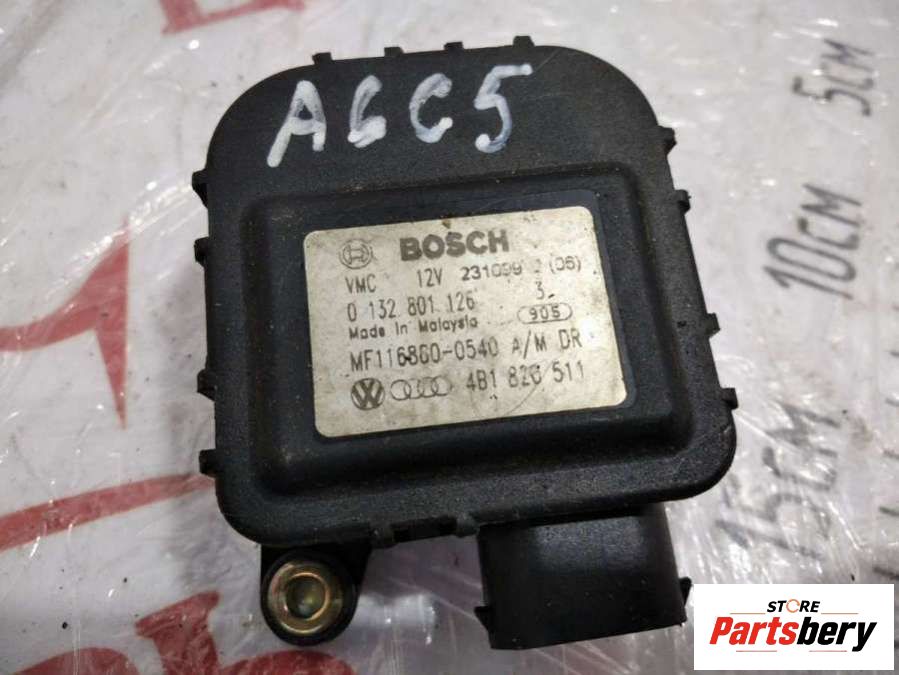 A6C5
BOSCH
VMC 12V 231099 (06)
0 132 801 126 3
Made in Malaysia 905
MF116860-0540 A/M DR
4B1 820 511
5CM
10CM
15CM
STORE
Partsbery